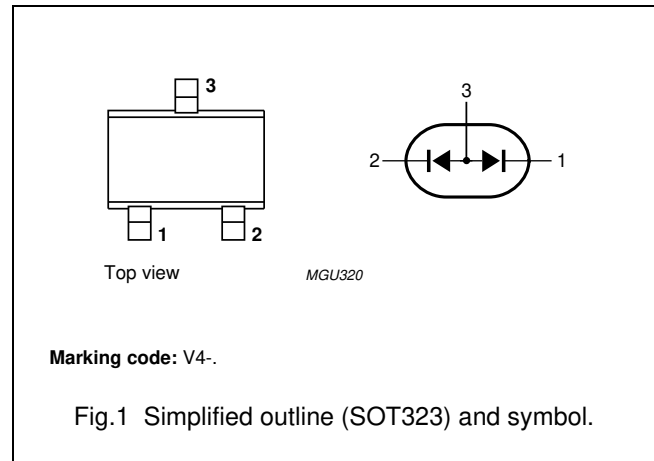 3
1
2
3
2
1
Top view
MGU320
Marking code: V4-.
Fig.1 Simplified outline (SOT323) and symbol.